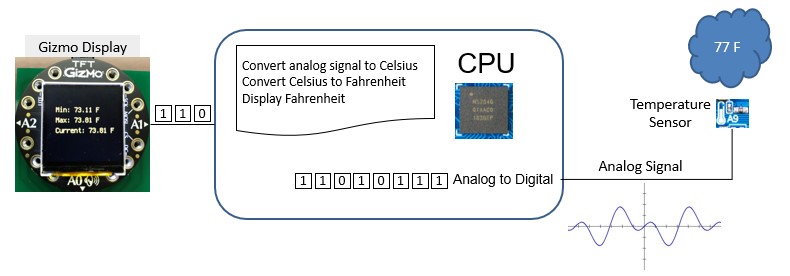 Gizmo Display
TFT
GizMo
Min: 73.11 F
Max: 73.81 F
Current: 73.81 F
A2
A1
A0
1 1 0
Convert analog signal to Celsius
Convert Celsius to Fahrenheit
Display Fahrenheit
CPU
1 1 0 1 0 1 1 1 Analog to Digital
77 F
Temperature
Sensor
A9
Analog Signal